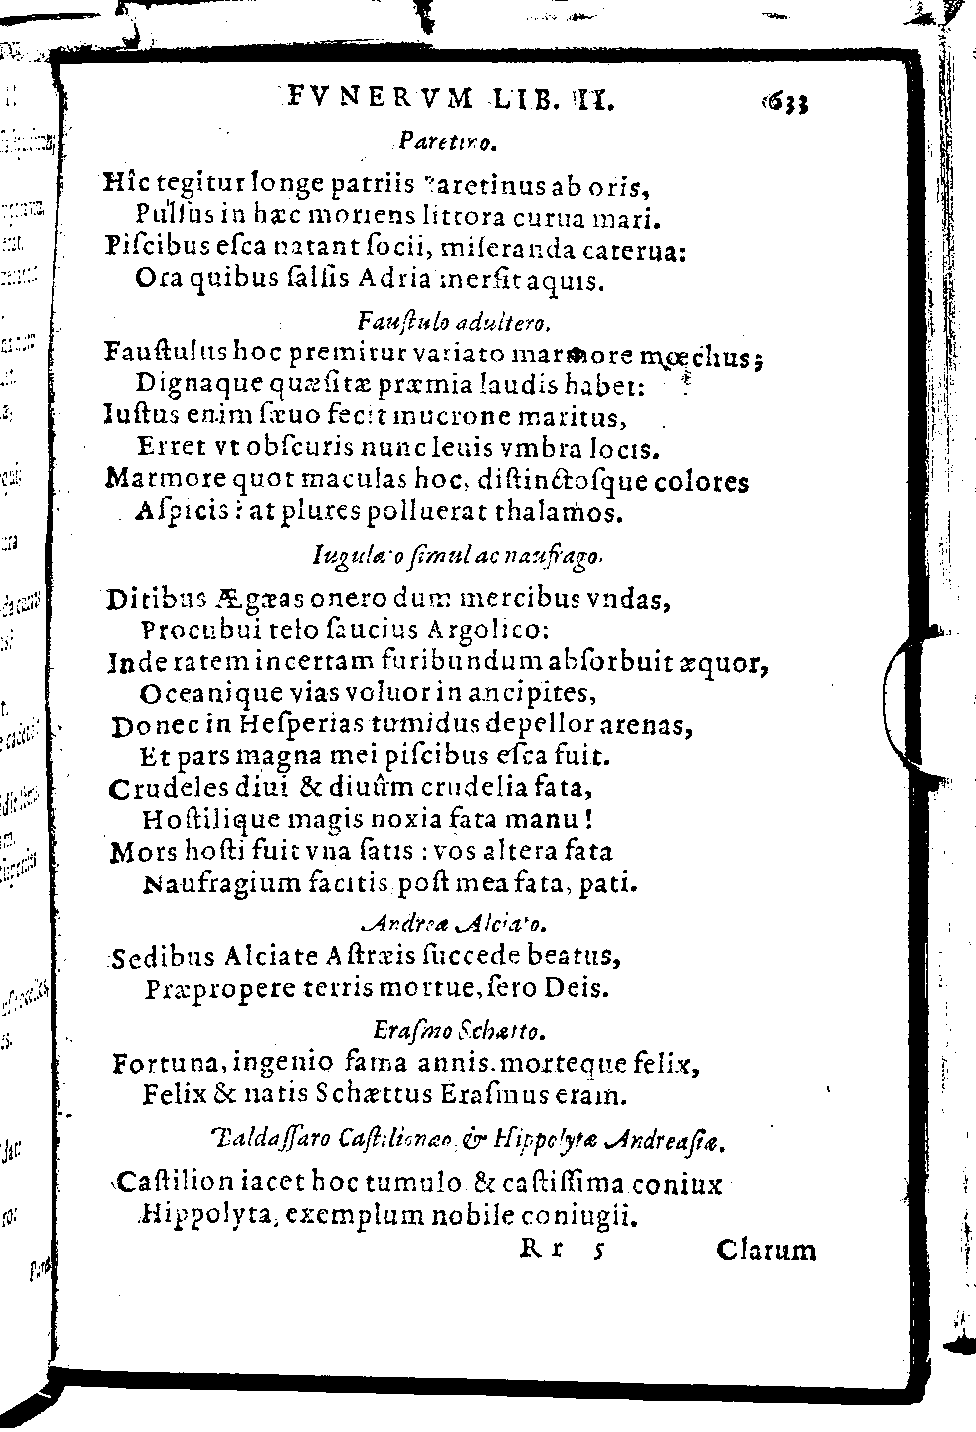 FVNERVM LIB. II. 633
Paretino.
Hîc tegitur longe patriis Paretinus ab oris,
Pulsus in hæc moriens littora curua mari.
Piſcibus eſca natant ſocii, miſeranda caterua:
Ora quibus ſalſis Adria merſit aquis.
Fauſtulo adultero.
Fauſtulus hoc premitur variato marmore mœchus;
Dignaque quæſitæ præmia laudis habet:
Iuſtus enim ſæuo fecit mucrone maritus,
Erret vt obſcuris nunc leuis vmbra locis.
Marmore quot maculas hoc, diſtinctoſque colores
Aſpicis: at plures polluerat thalamos.
Iugulato ſimul ac naufrago.
Ditibus Ægæas onero dum mercibus vndas,
Procubui telo ſaucius Argolico:
Inde ratem incertam furibundum abſorbuit æquor,
Oceanique vias voluor in ancipites,
Donec in Heſperias tumidus depellor arenas,
Et pars magna mei piſcibus eſca fuit.
Crudeles diui & diuûm crudelia fata,
Hoſtilique magis noxia fata manu!
Mors hoſti fuit vna ſatis: vos altera fata
Naufragium facitis poſt mea fata, pati.
Andreæ Alciato.
Sedibus Alciate Aſtræis ſuccede beatus,
Præpropere terris mortue, ſero Deis.
Eraſmo Schætto.
Fortuna, ingenio fama annis. morteque felix,
Felix & natis Schættus Eraſmus eram.
Baldaſſaro Caſtilionæo, & Hippolytæ Andreaſiæ.
Caſtilion iacet hoc tumulo & caſtiſſima coniux
Hippolyta, exemplum nobile coniugii.
Rr 5 Clarum